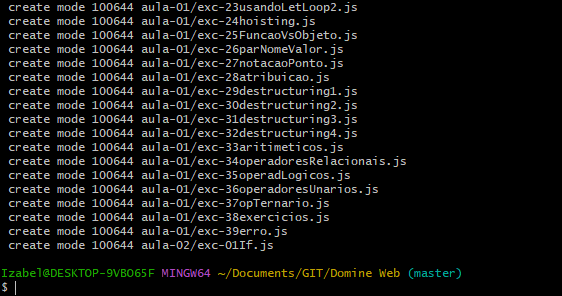 create mode 100644 aula-01/exc-23usandoLetLoop2.js
create mode 100644 aula-01/exc-24hoisting.js
create mode 100644 aula-01/exc-25FuncaoVsObjeto.js
create mode 100644 aula-01/exc-26parNomeValor.js
create mode 100644 aula-01/exc-27notacaoPonto.js
create mode 100644 aula-01/exc-28atribuicao.js
create mode 100644 aula-01/exc-29destructuring1.js
create mode 100644 aula-01/exc-30destructuring2.js
create mode 100644 aula-01/exc-31destructuring3.js
create mode 100644 aula-01/exc-32destructuring4.js
create mode 100644 aula-01/exc-33aritimeticos.js
create mode 100644 aula-01/exc-34operadoresRelacionais.js
create mode 100644 aula-01/exc-35operadLogicos.js
create mode 100644 aula-01/exc-36operadoresUnarios.js
create mode 100644 aula-01/exc-37opTernario.js
create mode 100644 aula-01/exc-38exercicios.js
create mode 100644 aula-01/exc-39erro.js
create mode 100644 aula-02/exc-01If.js
Izabel@DESKTOP-9VBO65F MINGW64 ~/Documents/GIT/Domine Web (master)
$